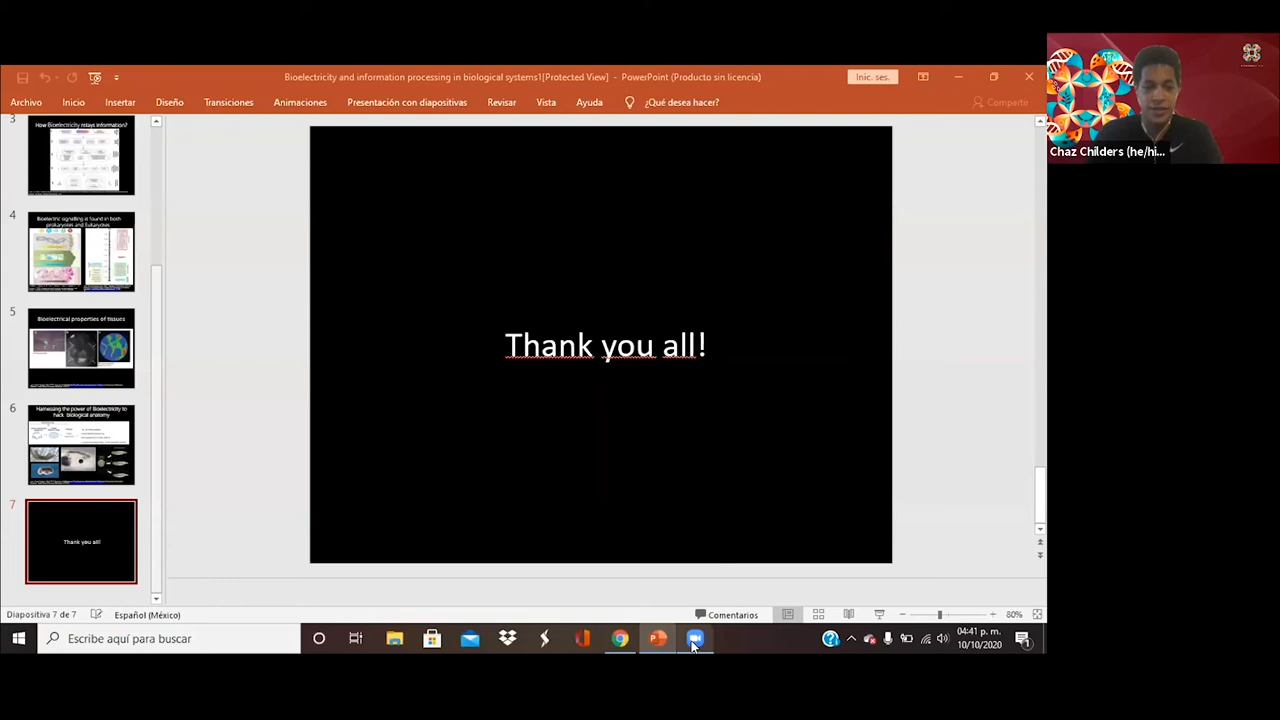 Bioelectricity and information processing in biological systems1[Protected View] - PowerPoint (Producto sin licencia)
Inic. ses.
Archivo
Inicio
Insertar
Diseño
Transiciones
Animaciones
Presentación con diapositivas
Revisar
Vista
Ayuda
¿Qué desea hacer?
Compartir
Chaz Childers (he/hi...
3
How Bioelectricity relays information?
4
Bioelectric signalling is found in both
prokaryotes and Eukaryotes
5
Bioelectrical properties of tissues
6
Harnessing the power of Bioelectricity to
hack biological anatomy
7
Thank you all!
Thank you all!
Diapositiva 7 de 7
Español (México)
Comentarios
80%
Escribe aquí para buscar
04:41 p. m.
10/10/2020
1